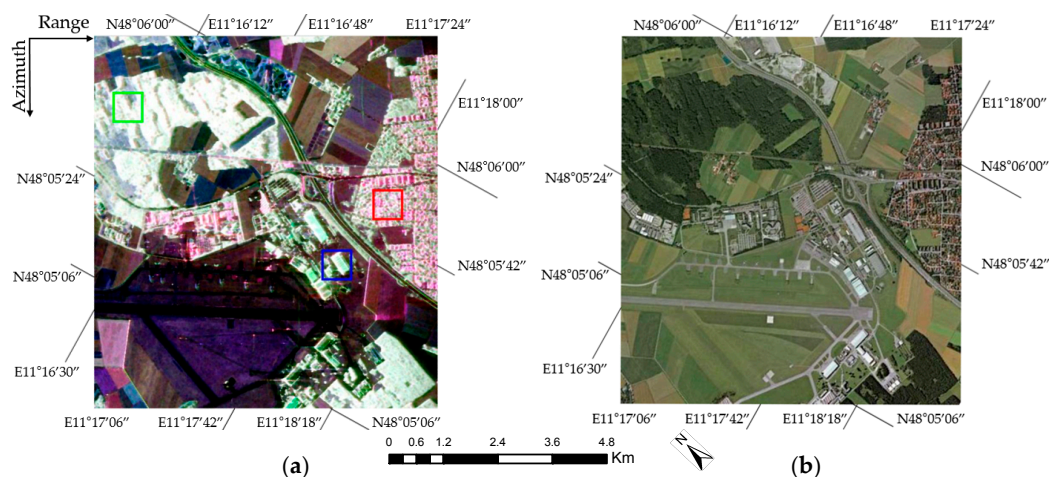 Range
Azimuth
N48°06′00″
E11°16′12″
E11°16′48″
E11°17′24″
E11°18′00″
N48°06′00″
N48°05′24″
N48°05′42″
N48°05′06″
E11°16′30″
E11°17′06″
E11°17′42″
E11°18′18″
N48°05′06″
(a)
N48°06′00″
E11°16′12″
E11°16′48″
E11°17′24″
E11°18′00″
N48°06′00″
N48°05′24″
N48°05′42″
N48°05′06″
E11°16′30″
E11°17′06″
E11°17′42″
E11°18′18″
N48°05′06″
(b)
0 0.6 1.2 2.4 3.6 4.8
Km
N